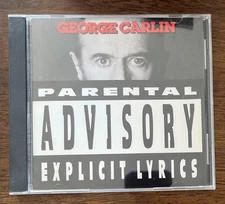 GEORGE CARLIN
PARENTAL
ADVISORY
EXPLICIT LYRICS